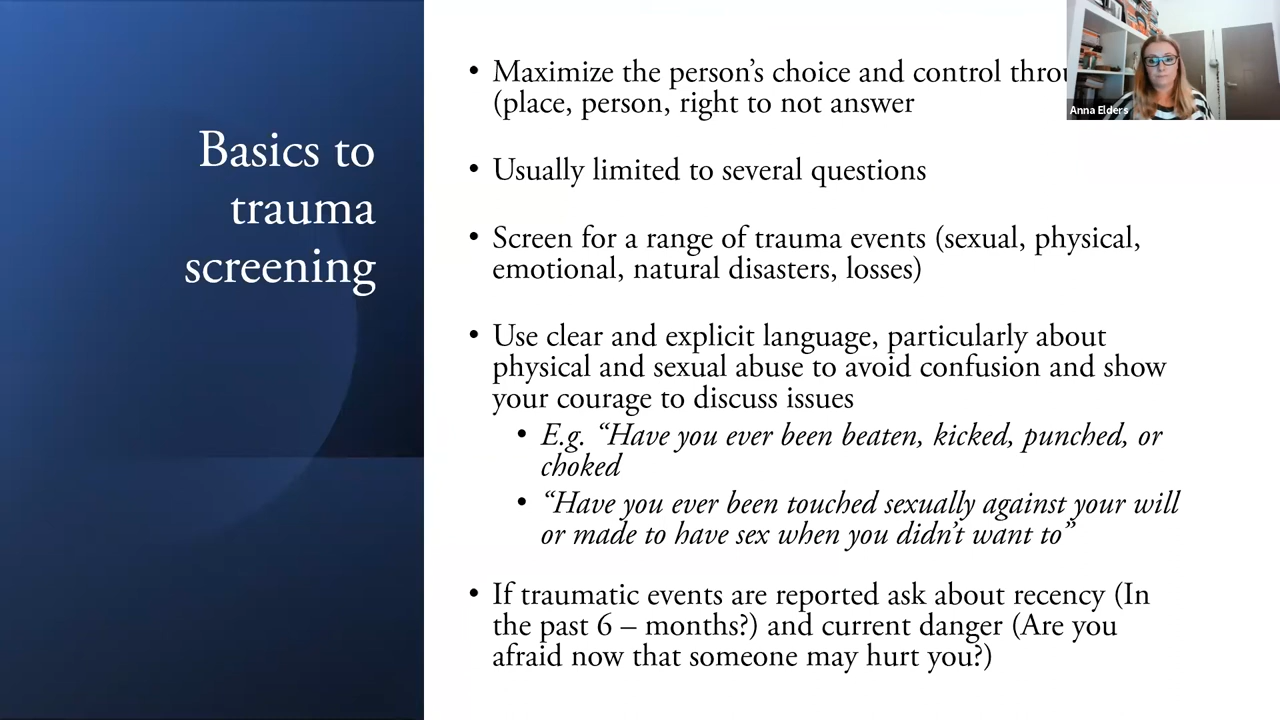 Basics to
trauma
screening
• Maximize the person’s choice and control
(place, person, right to not answer
• Usually limited to several questions
• Screen for a range of trauma events (sexual, physical,
emotional, natural disasters, losses)
• Use clear and explicit language, particularly about
physical and sexual abuse to avoid confusion and show
your courage to discuss issues
• E.g. “Have you ever been beaten, kicked, punched, or
choked
• “Have you ever been touched sexually against your will
or made to have sex when you didn’t want to”
• If traumatic events are reported ask about recency (In
the past 6 – months?) and current danger (Are you
afraid now that someone may hurt you?)
Anna Elders